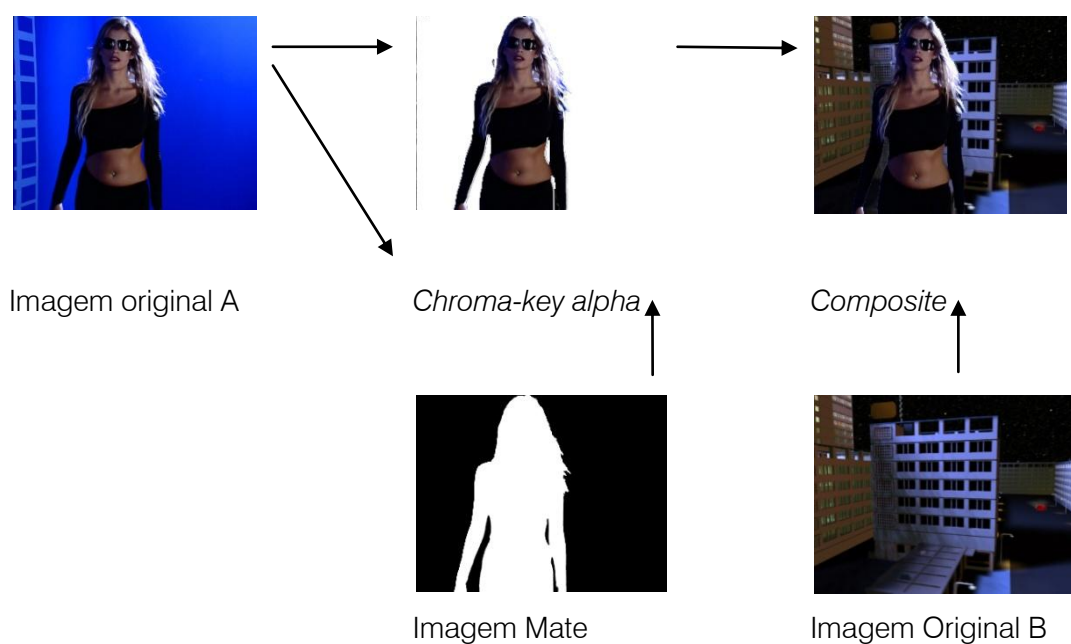 Imagem original A
Chroma-key alpha
Composite
Imagem Mate
Imagem Original B